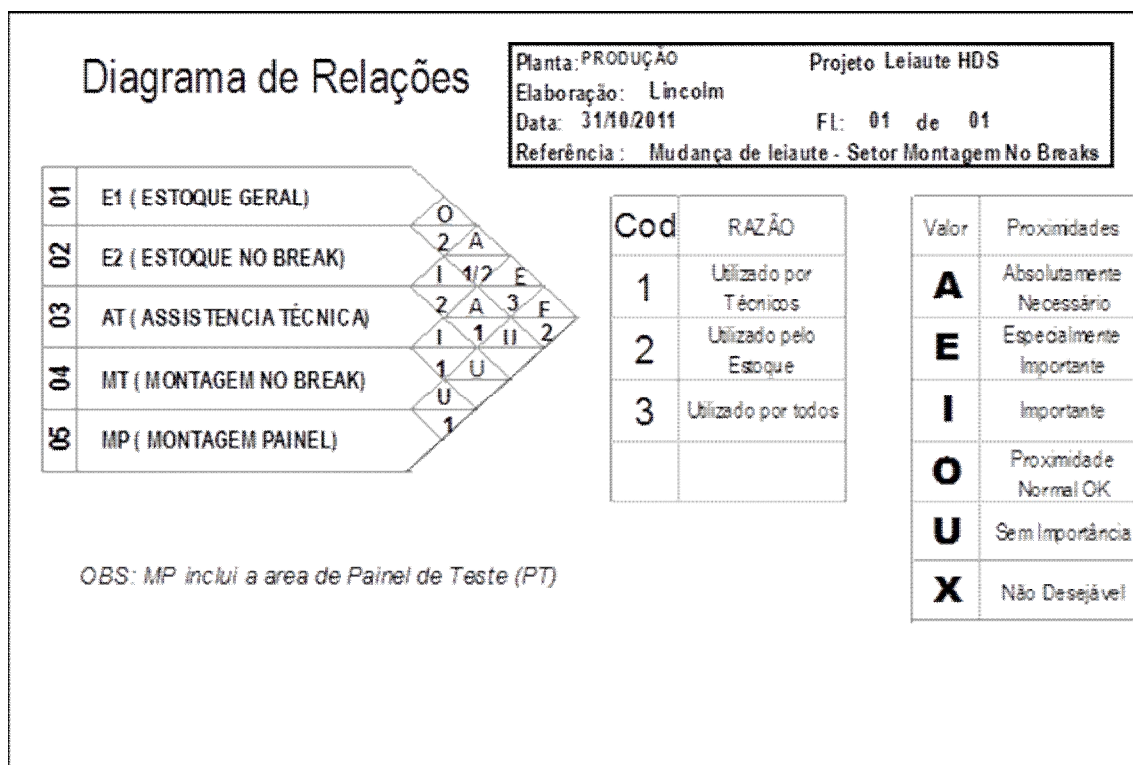 Diagrama de Relações
Planta: PRODUÇÃO Projeto Leiaute HDS
Elaboração: Lincolm
Data: 31/10/2011 FL: 01 de 01
Referência : Mudança de leiaute - Setor Montagem No Breaks
01 E1 ( ESTOQUE GERAL)
02 E2 ( ESTOQUE NO BREAK)
03 AT ( ASSISTENCIA TÉCNICA)
04 MT ( MONTAGEM NO BREAK)
05 MP ( MONTAGEM PAINEL)
O
2 A
I 1/2 E
2 A 3
I 1 U 2
1 U
U
1
Cod RAZÃO
1 Utilizado por
Técnicos
2 Utilizado pelo
Estoque
3 Utilizado por todos
Valor Proximidades
A Absolutamente
Necessário
E Especialmente
Importante
I Importante
O Proximidade
Normal OK
U Sem Importância
X Não Desejável
OBS: MP inclui a area de Painel de Teste (PT)